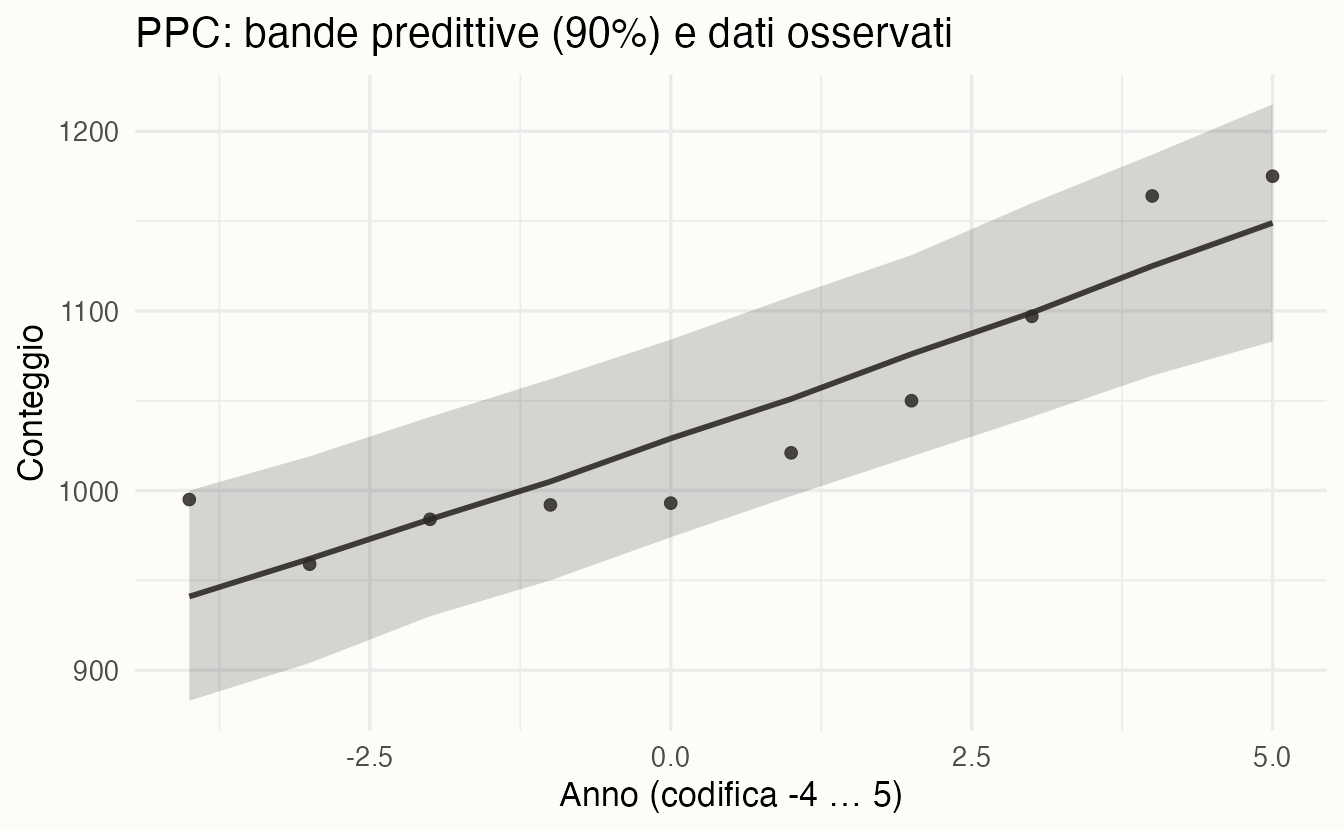 PPC: bande predittive (90%) e dati osservati
Conteggio
1200
1100
1000
900
-2.5
0.0
2.5
5.0
Anno (codifica -4 … 5)